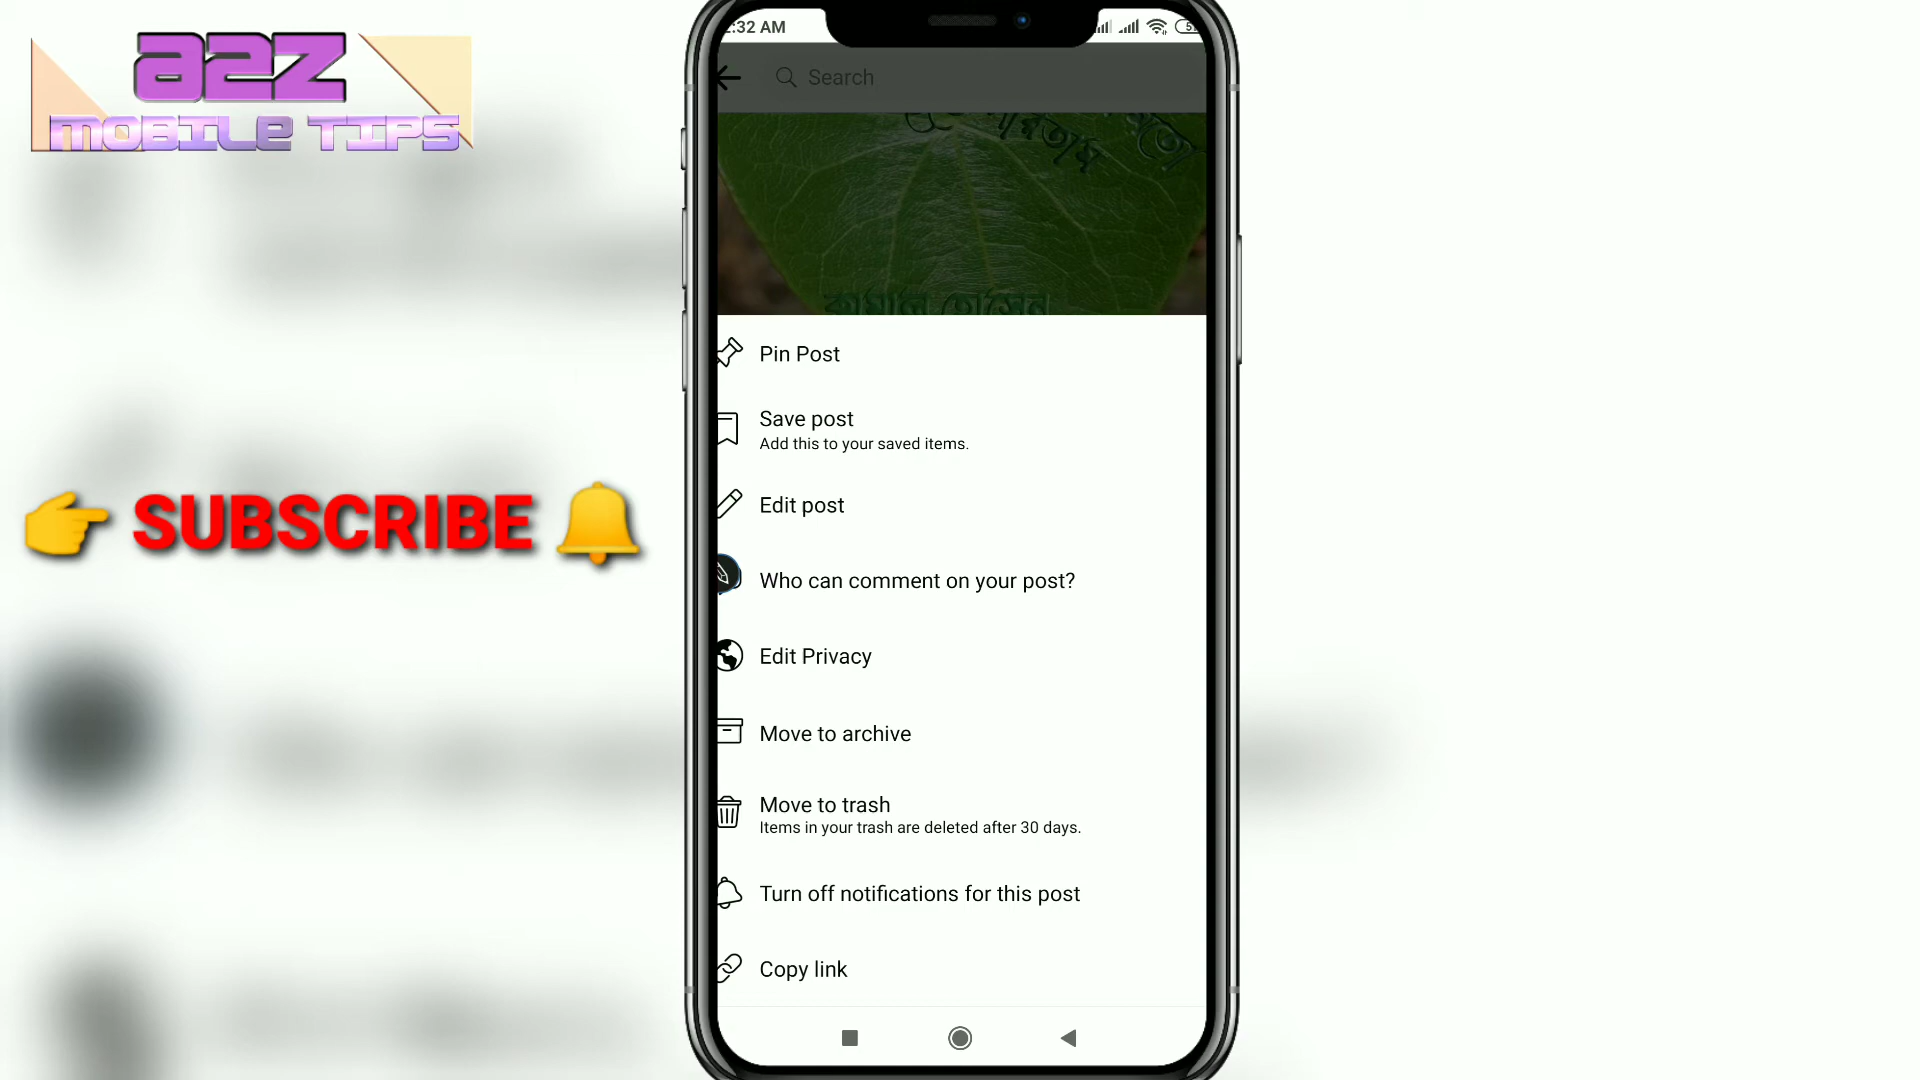 a2z
MOBILE TIPS
:32 AM
Search
Pin Post
Save post
Add this to your saved items.
Edit post
SUBSCRIBE
Who can comment on your post?
Edit Privacy
Move to archive
Move to trash
Items in your trash are deleted after 30 days.
Turn off notifications for this post
Copy link